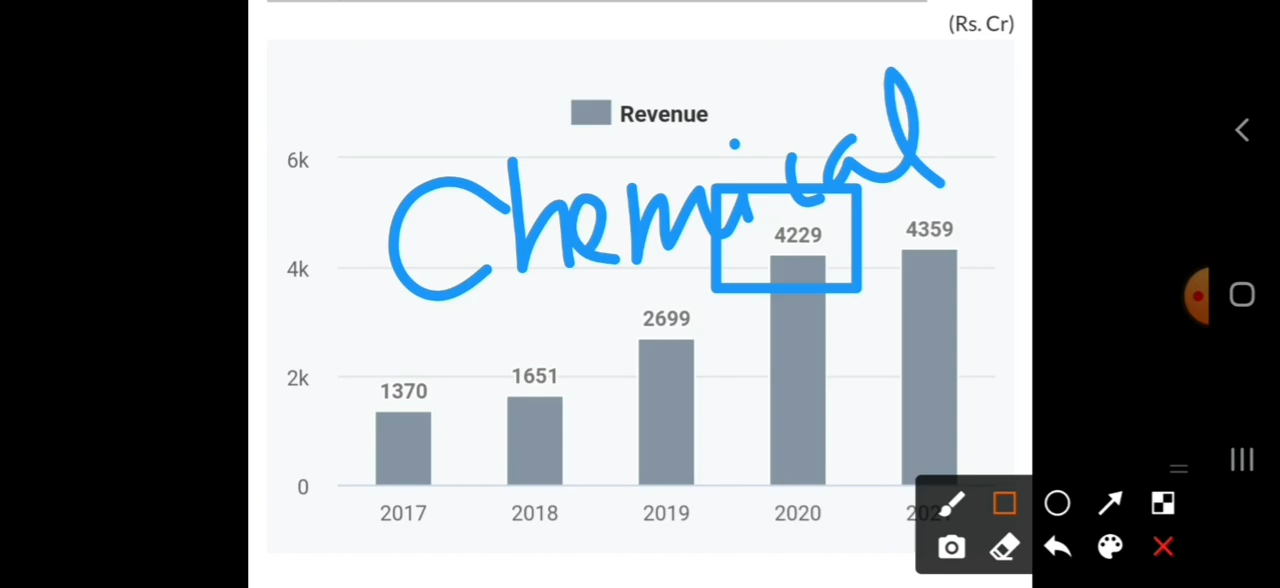 (Rs. Cr)
Revenue
Chemical
6k
4k
2k
0
1370
1651
2699
4229
4359
2017
2018
2019
2020